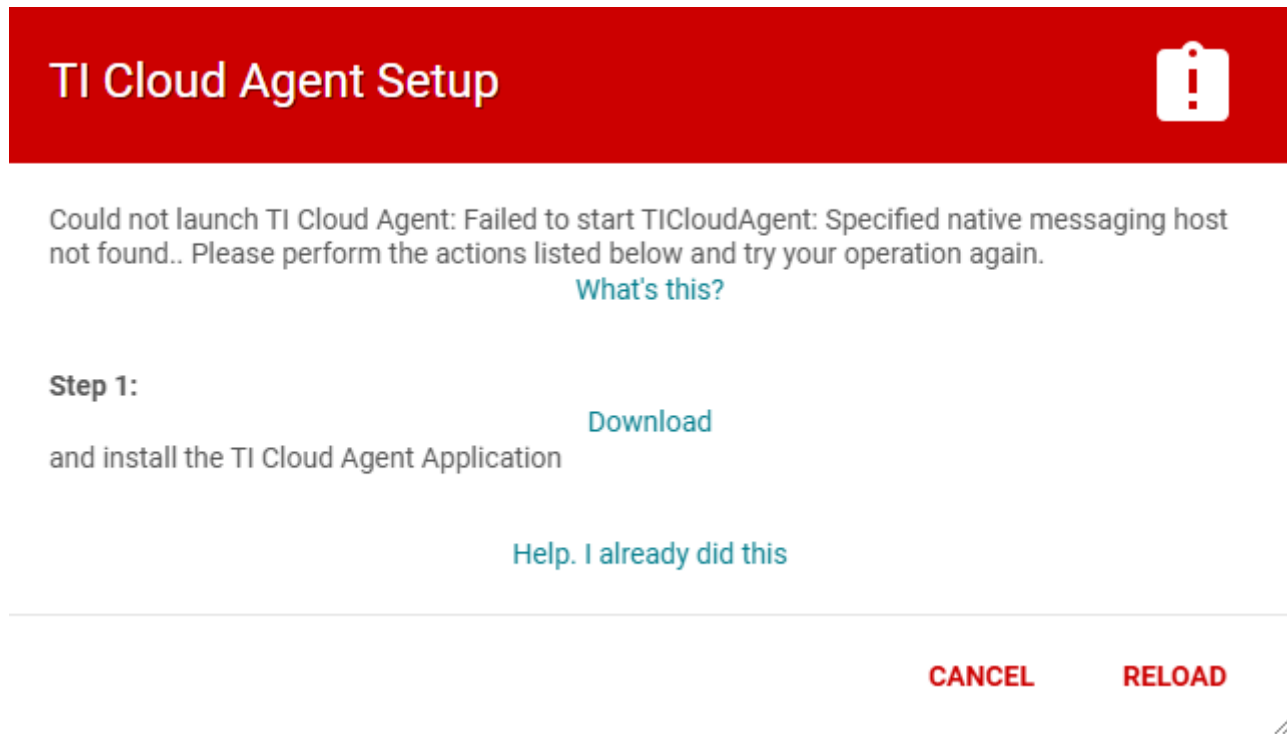 TI Cloud Agent Setup
Could not launch TI Cloud Agent: Failed to start TICloudAgent: Specified native messaging host
not found.. Please perform the actions listed below and try your operation again.
What's this?
Step 1:
Download
and install the TI Cloud Agent Application
Help. I already did this
CANCEL RELOAD